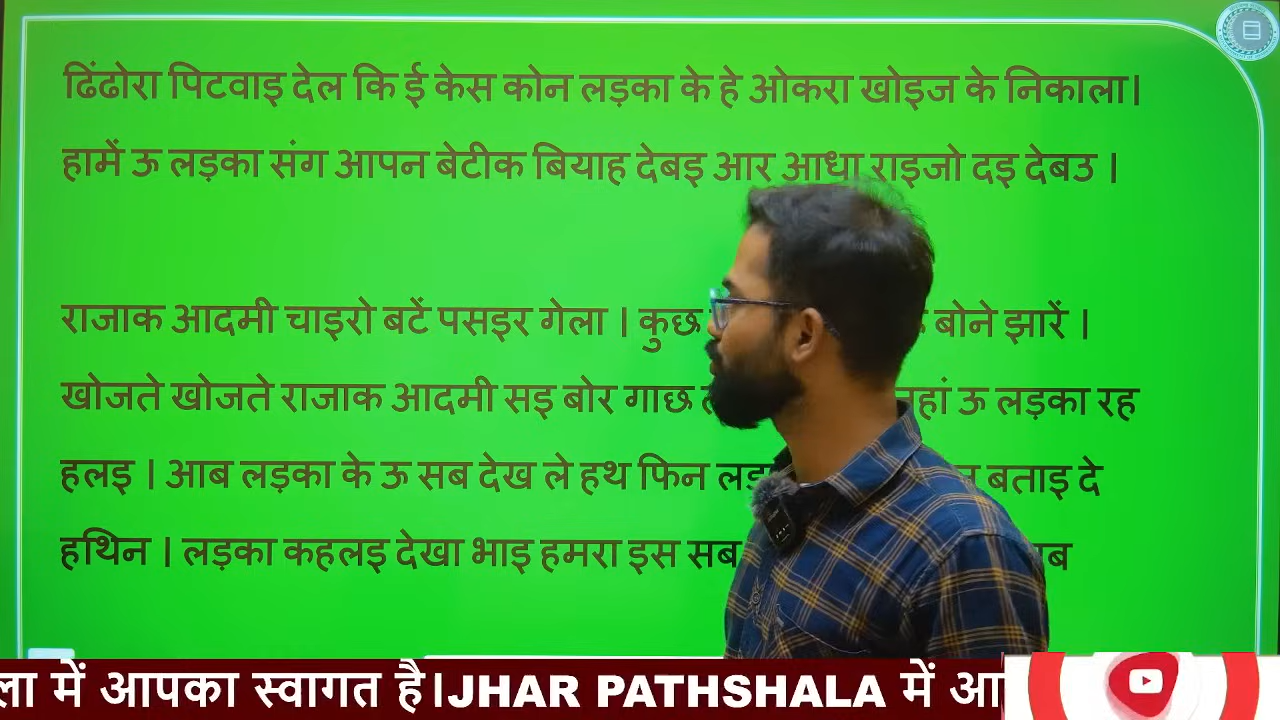 ढिंढोरा पिटवाइ देल कि ई केस कोन लड़का के हे ओकरा खोइज के निकाला।
हामें ऊ लड़का संग आपन बेटीक बियाह देबइ आर आधा राइजो दइ देबउ ।
राजाक आदमी चाइरो बटें पसइर गेला । कुछ बोने झारें ।
खोजते खोजते राजाक आदमी सइ बोर गाछ ऊ लड़का रह
हलइ । आब लड़का के ऊ सब देख ले हथ फिन बताइ दे
हथिन । लड़का कहलइ देखा भाइ हमरा इस सब
में आपका स्वागत है।JHAR PATHSHALA में